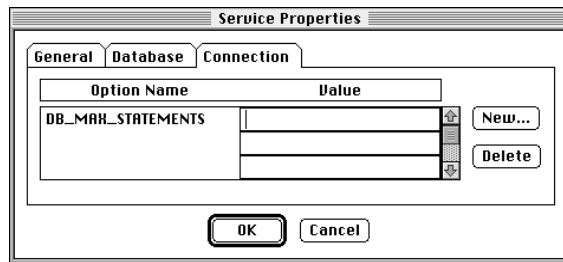 Service Properties
General Database Connection
Option Name Value
DB_MAX_STATEMENTS
New...
Delete
OK Cancel